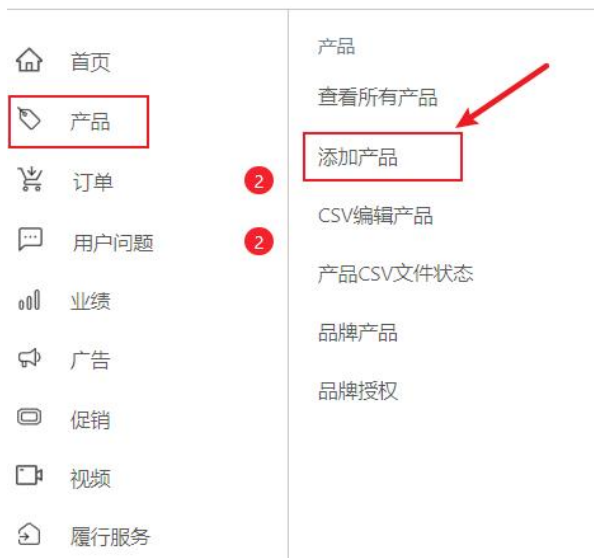 首页
产品
订单 2
用户问题 2
业绩
广告
促销
视频
履行服务
产品
查看所有产品
添加产品
CSV编辑产品
产品CSV文件状态
品牌产品
品牌授权